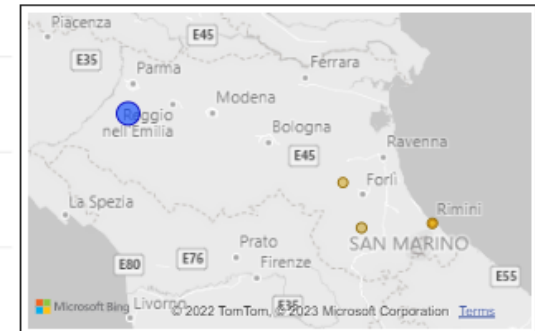 Piacenza
E45
E35
Parma
Ferrara
Modena
Reggio
nell'Emilia
Bologna
Ravenna
E45
Forlì
La Spezia
Rimini
SAN MARINO
Prato
E80
E76
Firenze
E55
Microsoft Bing
Livorno
E35
© 2022 TomTom, © 2023 Microsoft Corporation Terms